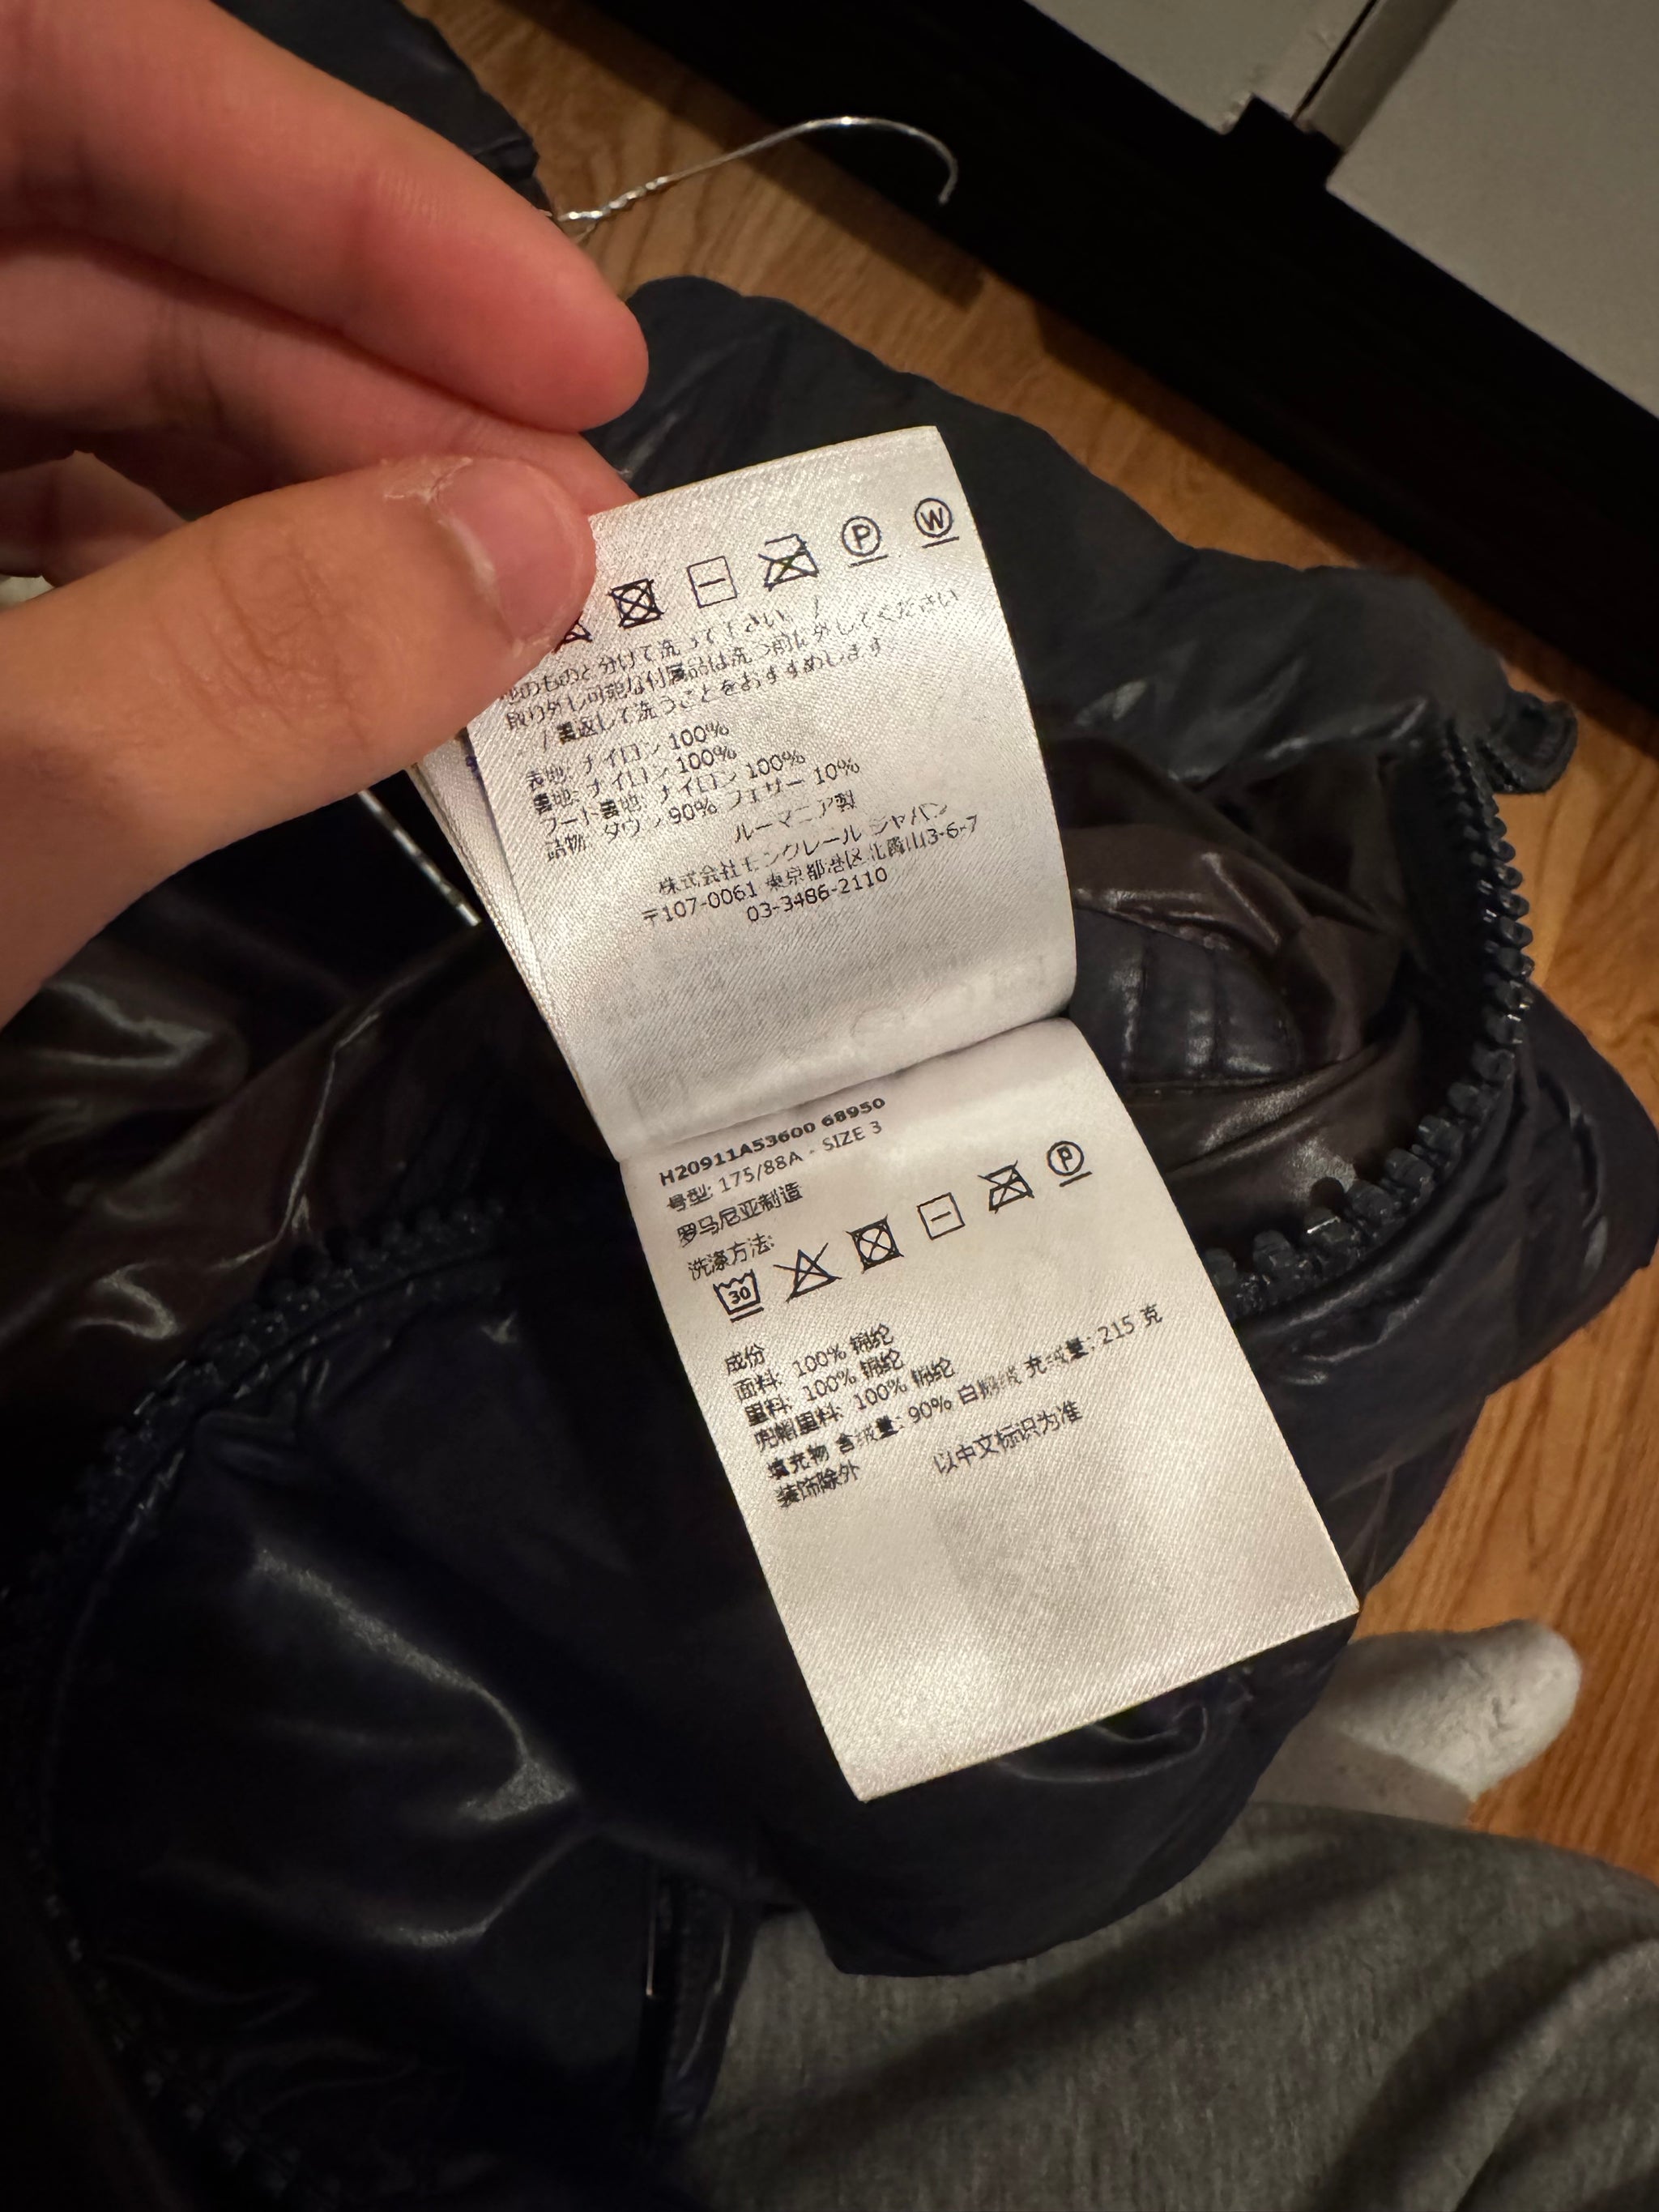 P W
他のものと分けて洗って下さい。/
取り外し可能な付属品は洗う前に外してください
/ 裏返して洗うことをおすすめします
表地: ナイロン 100%
裏地: ナイロン 100%
フード裏地: ナイロン 100%
詰物: ダウン 90% フェザー 10%
ルーマニア製
株式会社モンクレール ジャパン
〒107-0061 東京都港区北青山3-6-7
03-3486-2110
H20911A53600 68950
号型: 175/88A - SIZE 3
罗马尼亚制造
洗涤方法:
30 P
成份
面料: 100% 锦纶
里料: 100% 锦纶
兜帽里料: 100% 锦纶
填充物 含绒量: 90% 白鹅绒 充绒量: 215 克
装饰除外 以中文标识为准